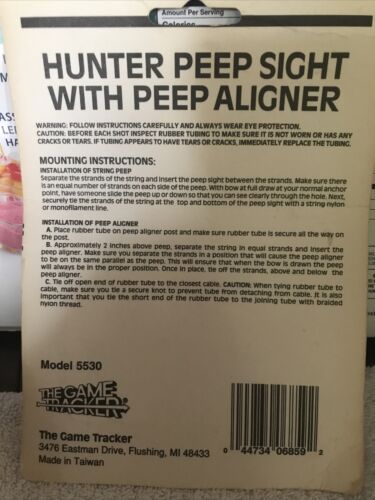 Amount Per Serving
Calories
HUNTER PEEP SIGHT
WITH PEEP ALIGNER
WARNING: FOLLOW INSTRUCTIONS CAREFULLY AND ALWAYS WEAR EYE PROTECTION.
CAUTION: BEFORE EACH SHOT INSPECT RUBBER TUBING TO MAKE SURE IT IS NOT WORN OR HAS ANY
CRACKS OR TEARS. IF TUBING APPEARS TO HAVE TEARS OR CRACKS, IMMEDIATELY REPLACE THE TUBING.
MOUNTING INSTRUCTIONS:
INSTALLATION OF STRING PEEP
Separate the strands of the string and insert the peep sight between the strands. Make sure there
is an equal number of strands on each side of the peep. With bow at full draw at your normal anchor
point, have someone slide the peep up or down so that you can see clearly through the hole. Next,
securely tie the strands of the string at the top and bottom of the peep sight with a string nylon
or monofilament line.
INSTALLATION OF PEEP ALIGNER
A. Place rubber tube on peep aligner post and make sure rubber tube is secure all the way on
the post.
B. Approximately 2 inches above peep, separate the string in equal strands and insert the
peep aligner. Make sure you separate the strands in a position that will cause the peep aligner
to be on the same parallel as the peep. This will ensure that when the bow is drawn the peep
will always be in the proper position. Once in place, tie off the strands, above and below the
peep aligner.
C. Tie off open end of rubber tube to the closest cable. CAUTION: When tying rubber tube to
cable, make sure you tie a secure knot to prevent tube from detaching from cable. It is also
important that you tie the short end of the rubber tube to the joining tube with braided
nylon thread.
Model 5530
THE GAME
TRACKER
The Game Tracker
3476 Eastman Drive, Flushing, MI 48433
Made in Taiwan
0 44734 06859 2